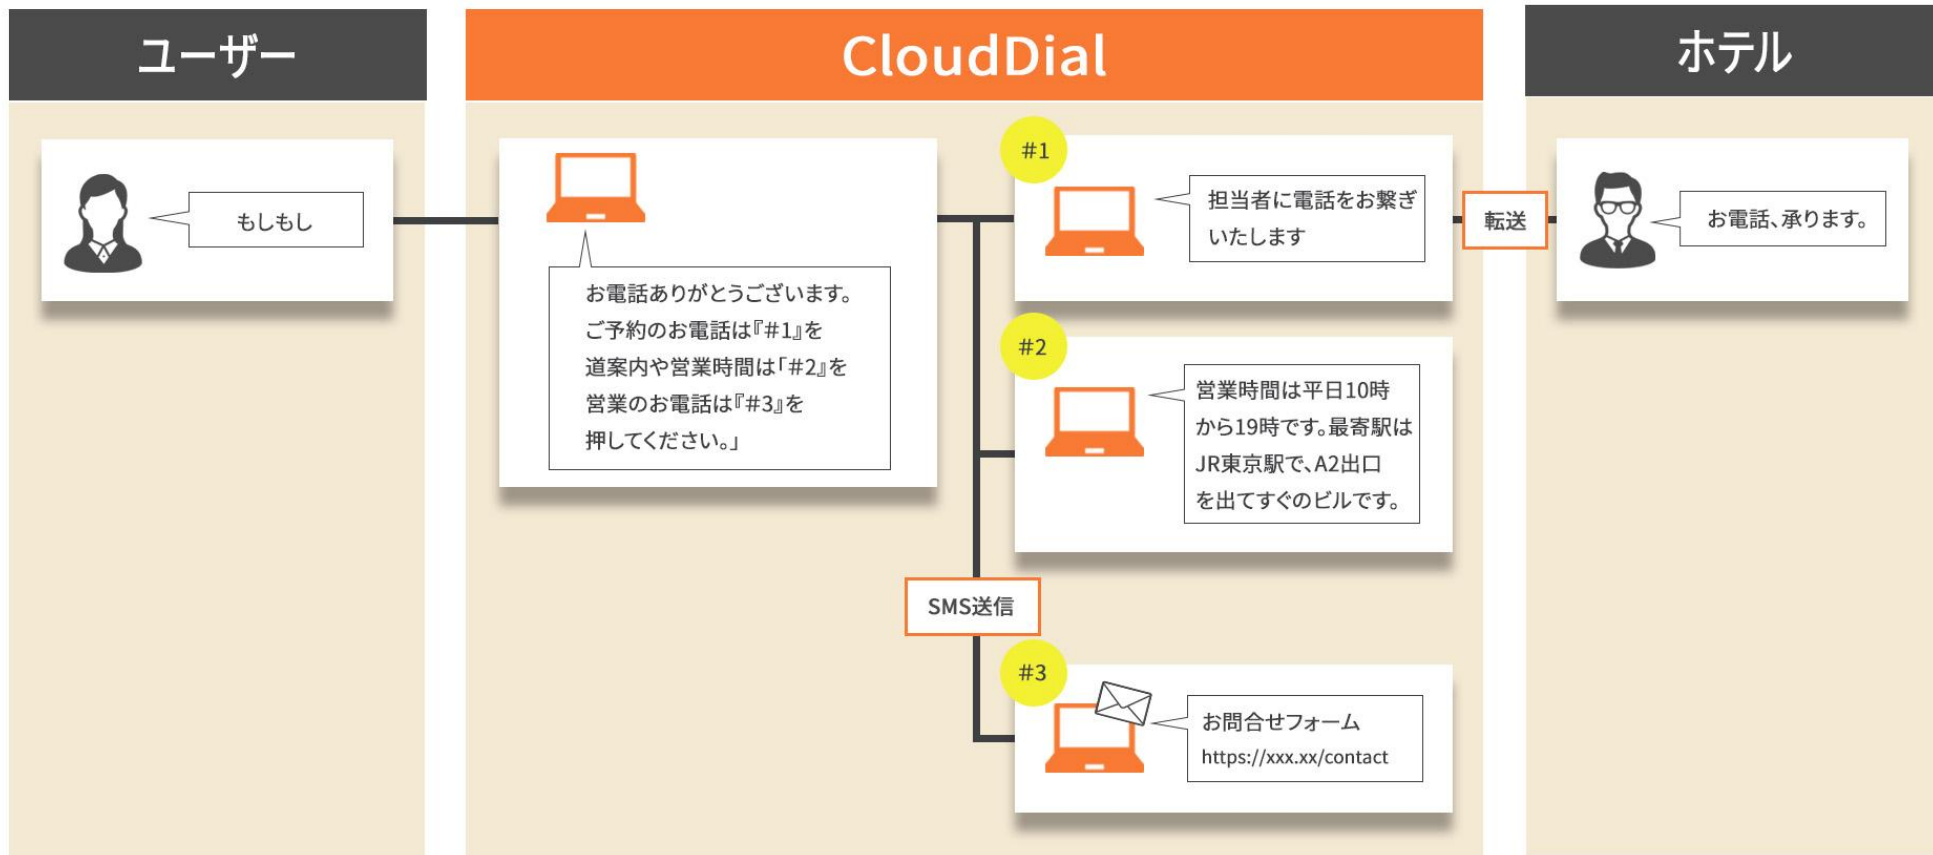 ユーザー
CloudDial
ホテル
もしもし
お電話ありがとうございます。
ご予約のお電話は『#1』を
道案内や営業時間は「#2』を
営業のお電話は『#3』を
押してください。」
#1
担当者に電話をお繋ぎ
いたします
転送
お電話、承ります。
#2
営業時間は平日10時
から19時です。最寄駅は
JR東京駅で、A2出口
を出てすぐのビルです。
SMS送信
#3
お問合せフォーム
https://xxx.xx/contact